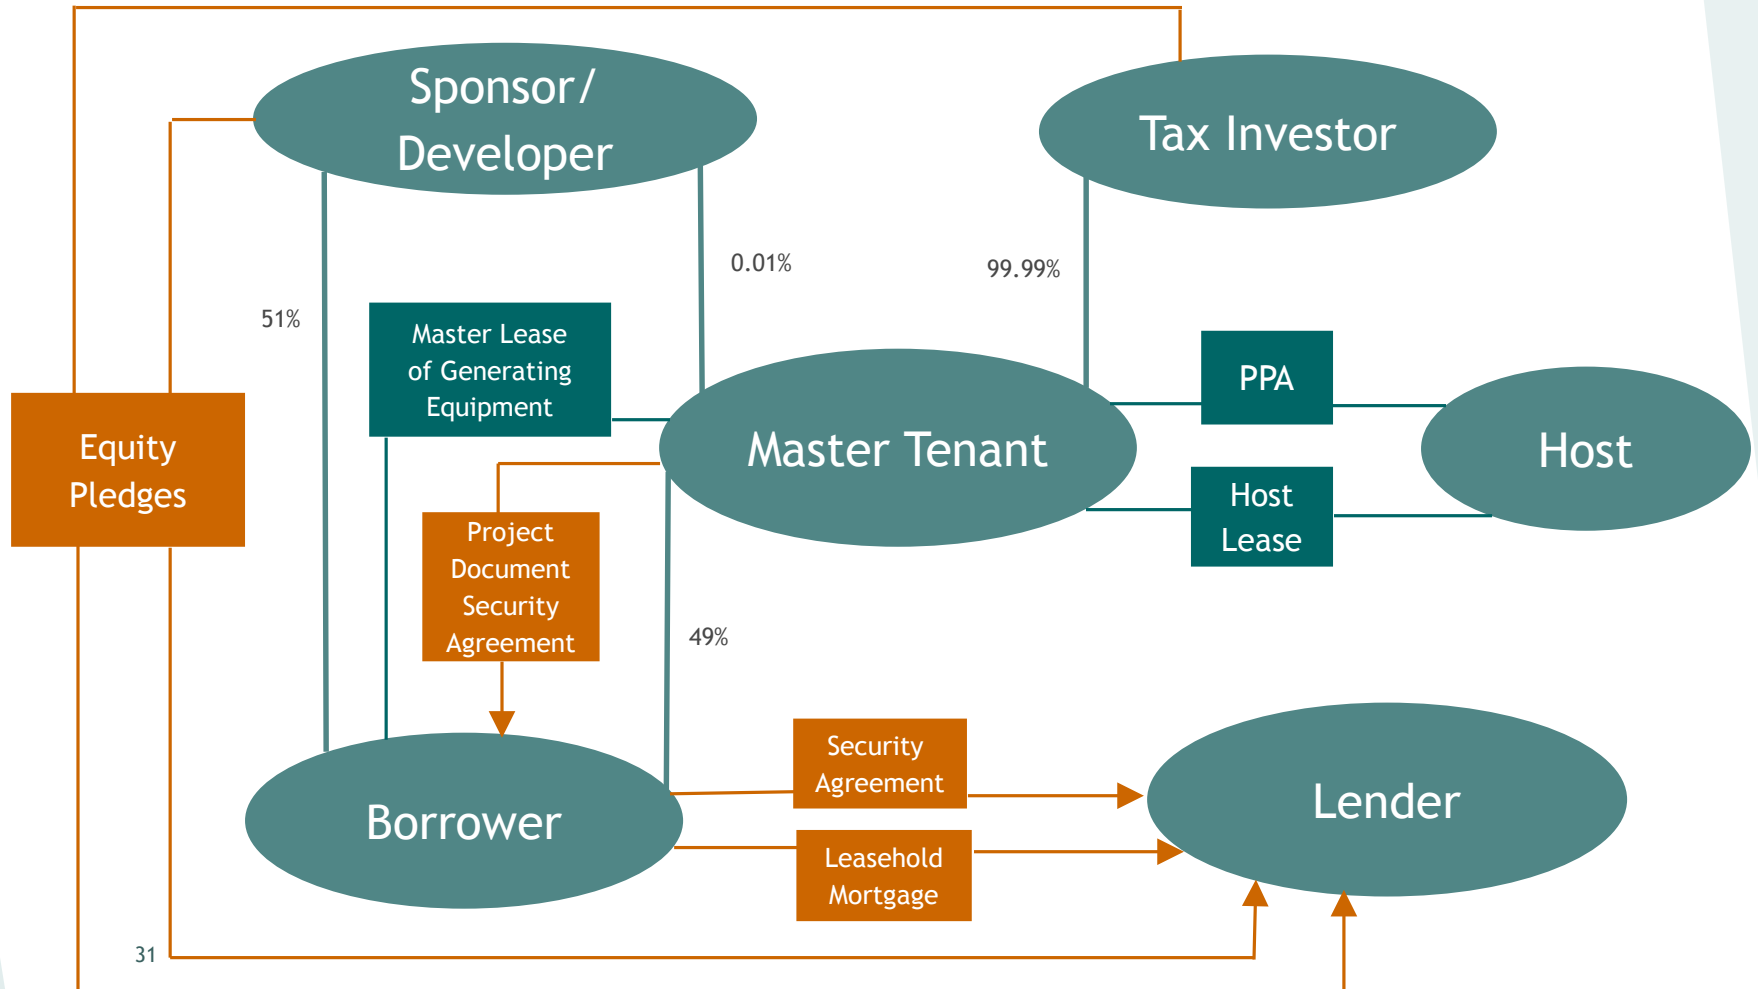 Sponsor/
Developer
Tax Investor
0.01%
99.99%
51%
Master Lease
of Generating
Equipment
PPA
Equity
Pledges
Master Tenant
Host
Host
Lease
Project
Document
Security
Agreement
49%
Security
Agreement
Lender
Borrower
Leasehold
Mortgage
31